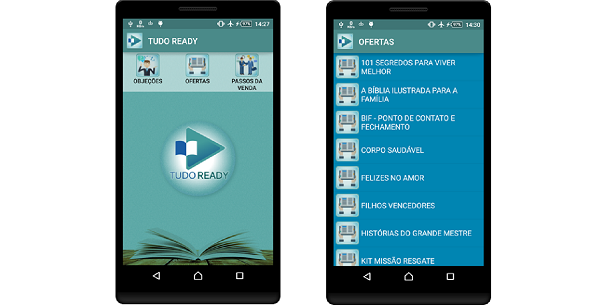 97% 14:27
TUDO READY
OBJEÇÕES
OFERTAS
PASSOS DA
VENDA
TUDO READY
97% 14:30
OFERTAS
101 SEGREDOS PARA VIVER
MELHOR
A BÍBLIA ILUSTRADA PARA A
FAMÍLIA
BIF - PONTO DE CONTATO E
FECHAMENTO
CORPO SAUDÁVEL
FELIZES NO AMOR
FILHOS VENCEDORES
HISTÓRIAS DO GRANDE MESTRE
KIT MISSÃO RESGATE